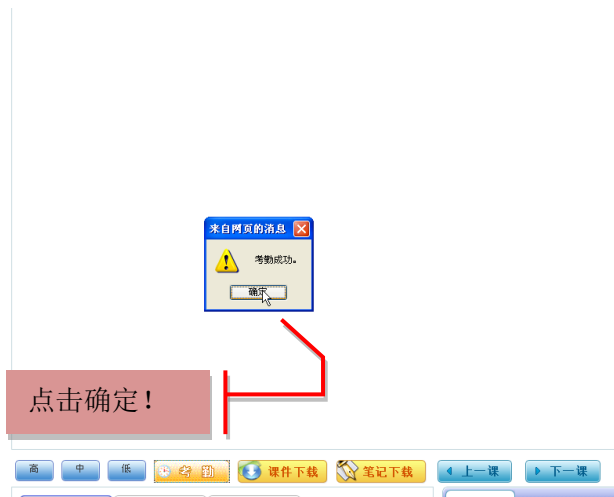 来自网页的消息
考勤成功。
确定
点击确定！
高 中 低 考 勤 课件下载 笔记下载 上一课 下一课